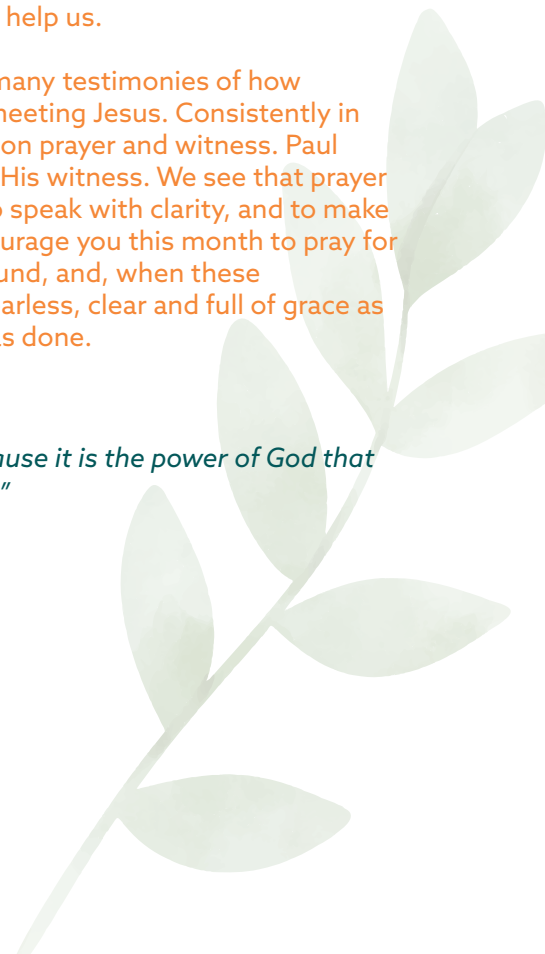 help us.
many testimonies of how
meeting Jesus. Consistently in
on prayer and witness. Paul
His witness. We see that prayer
speak with clarity, and to make
urage you this month to pray for
und, and, when these
arless, clear and full of grace as
s done.
ause it is the power of God that
”